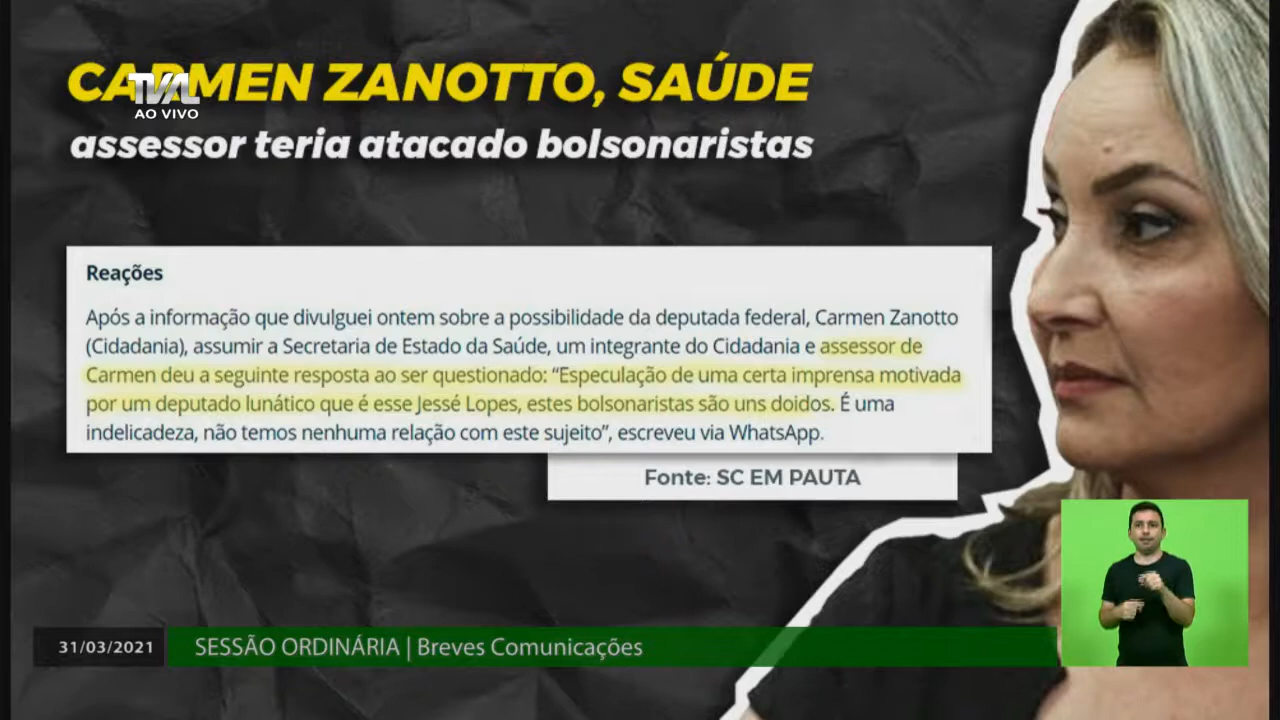 CARMEN ZANOTTO, SAÚDE
TVAL
AO VIVO
assessor teria atacado bolsonaristas
Reações
Após a informação que divulguei ontem sobre a possibilidade da deputada federal, Carmen Zanotto
(Cidadania), assumir a Secretaria de Estado da Saúde, um integrante do Cidadania e assessor de
Carmen deu a seguinte resposta ao ser questionado: “Especulação de uma certa imprensa motivada
por um deputado lunático que é esse Jessé Lopes, estes bolsonaristas são uns doidos. É uma
indelicadeza, não temos nenhuma relação com este sujeito”, escreveu via WhatsApp.
Fonte: SC EM PAUTA
31/03/2021
SESSÃO ORDINÁRIA | Breves Comunicações